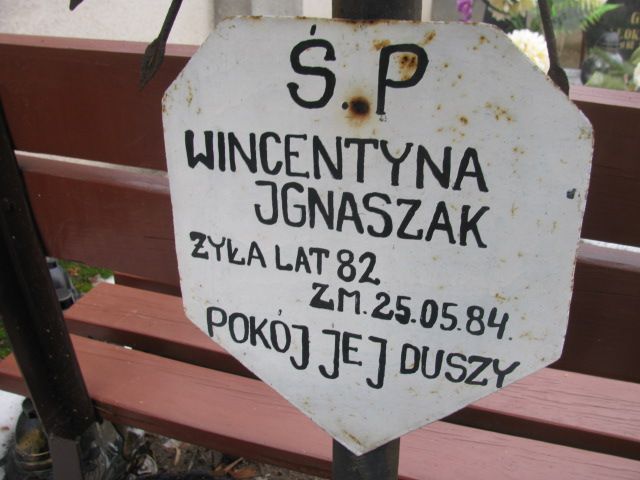 Ś.P
WINCENTYNA
JGNASZAK
ŻYŁA LAT 82
ZM. 25.05.84.
POKÓJ JEJ DUSZY